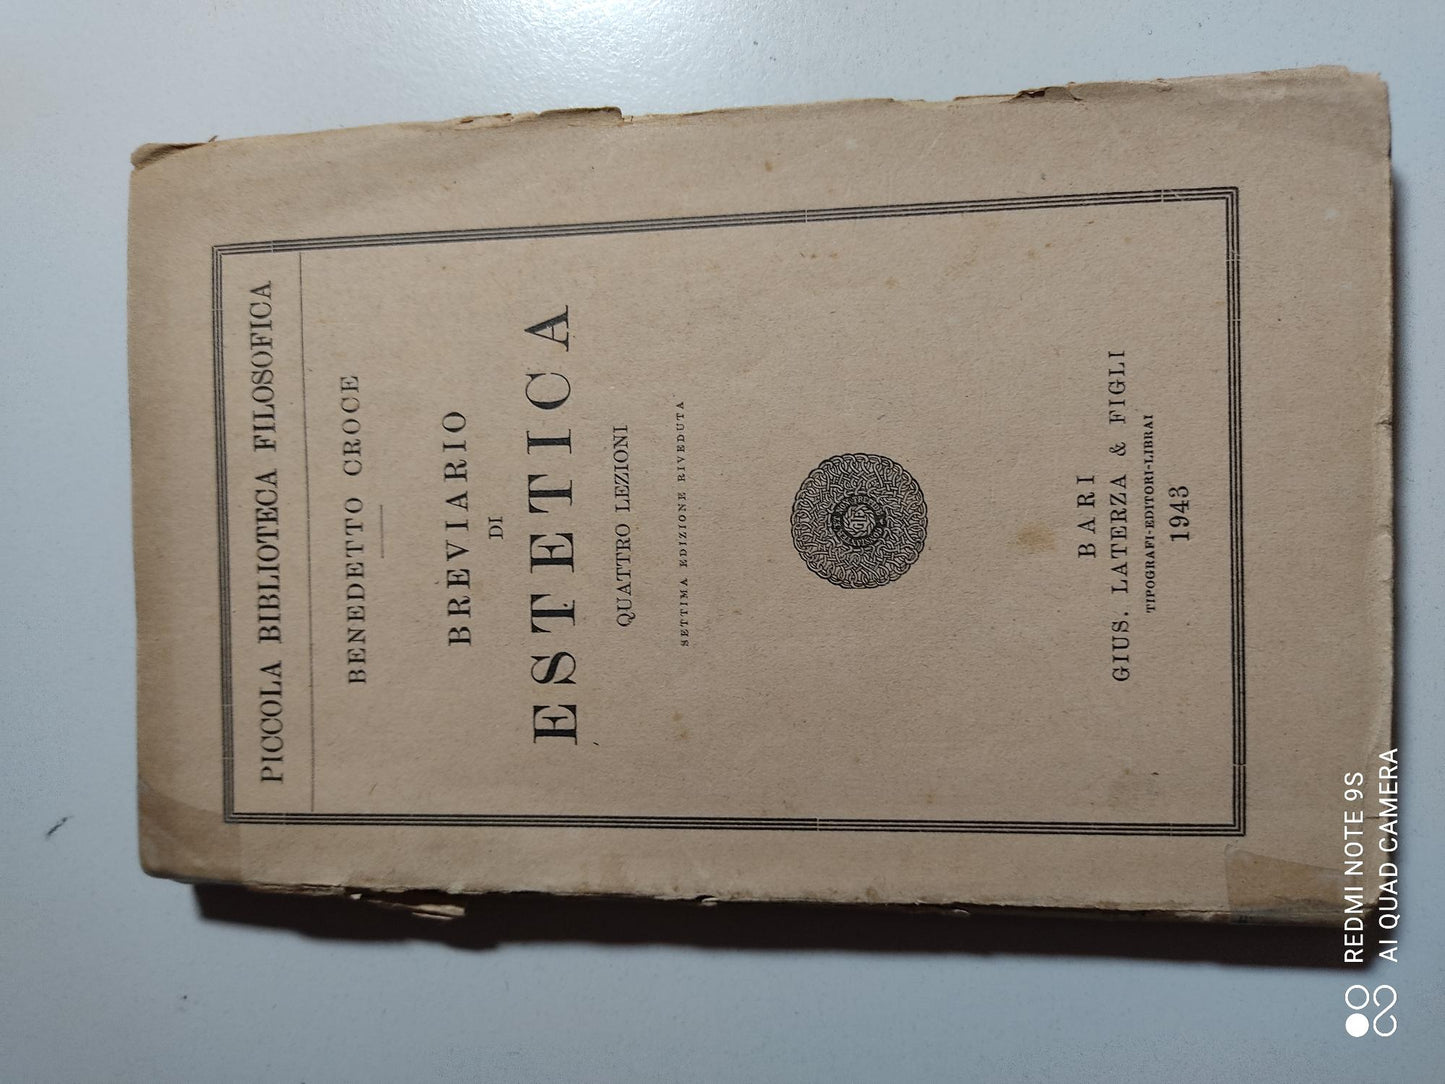 PICCOLA BIBLIOTECA FILOSOFICA
BENEDETTO CROCE
BREVIARIO
DI
ESTETICA
QUATTRO LEZIONI
SETTIMA EDIZIONE RIVEDUTA
BARI
GIUS. LATERZA & FIGLI
TIPOGRAFI-EDITORI-LIBRAI
1943
REDMI NOTE 9S
AI QUAD CAMERA